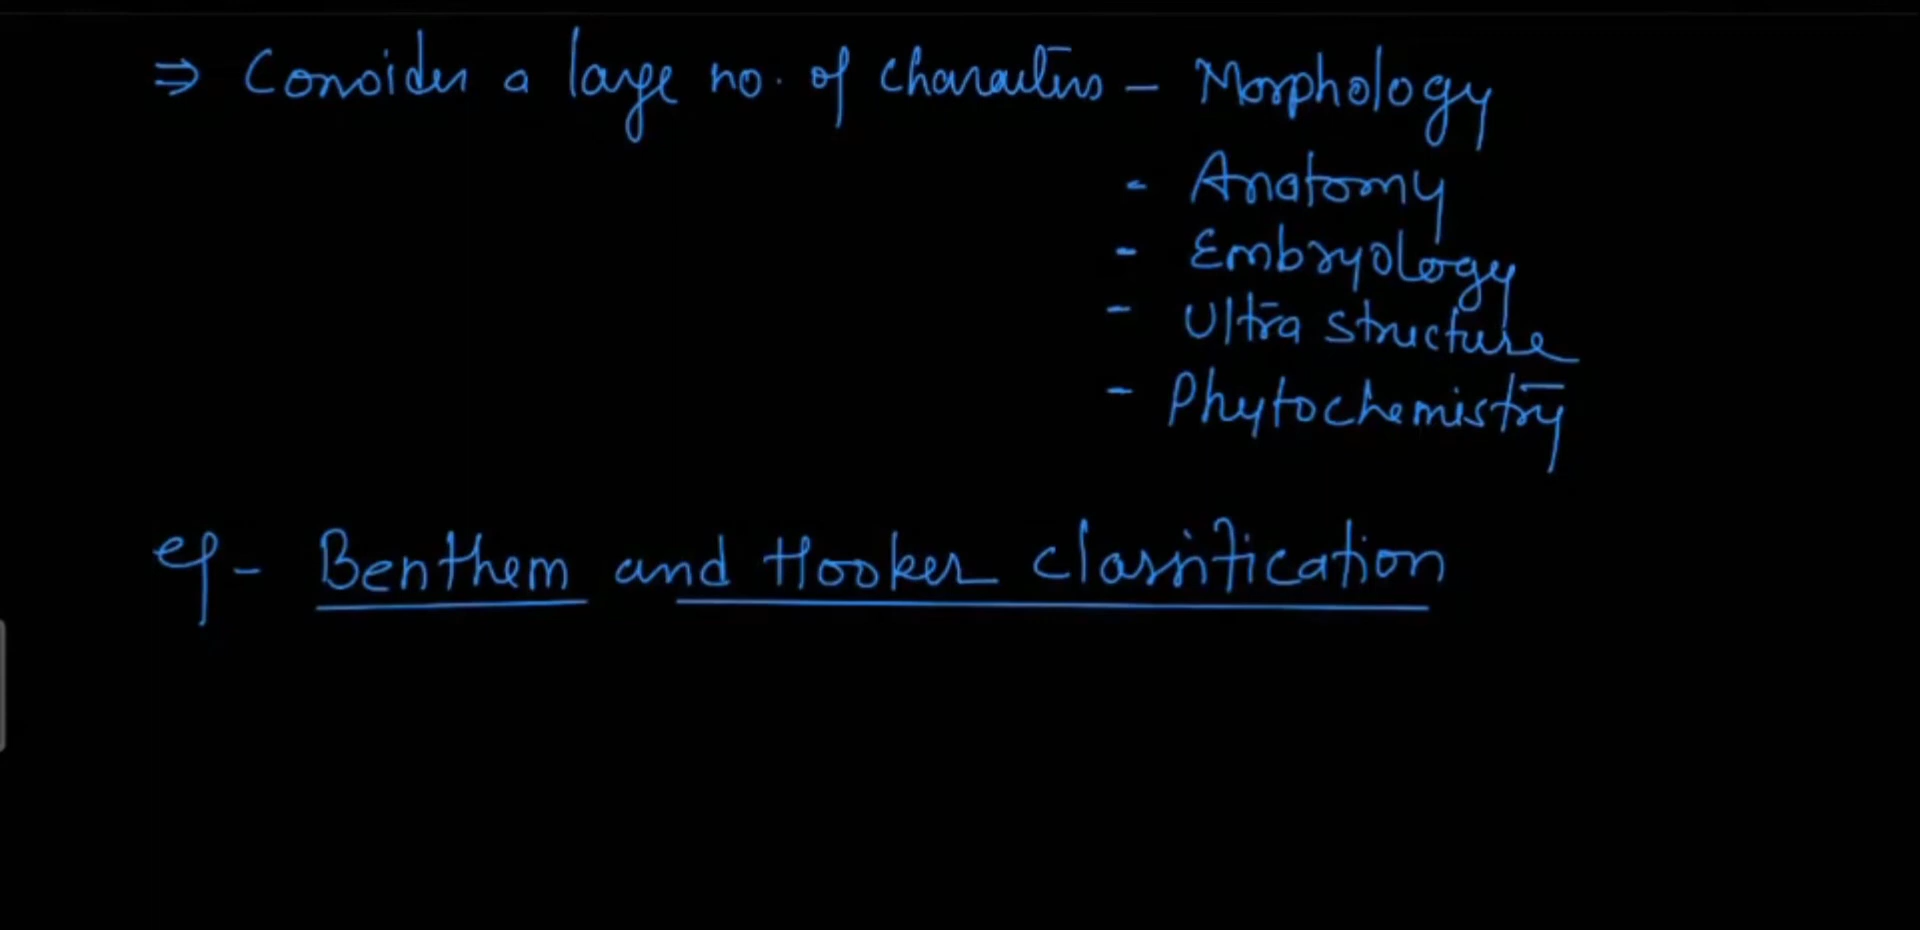 ⇒ Consider a large no. of characters - Morphology
- Anatomy
- Embryology
- Ultra structure
- Phytochemistry
eg - Benthem and Hooker classification